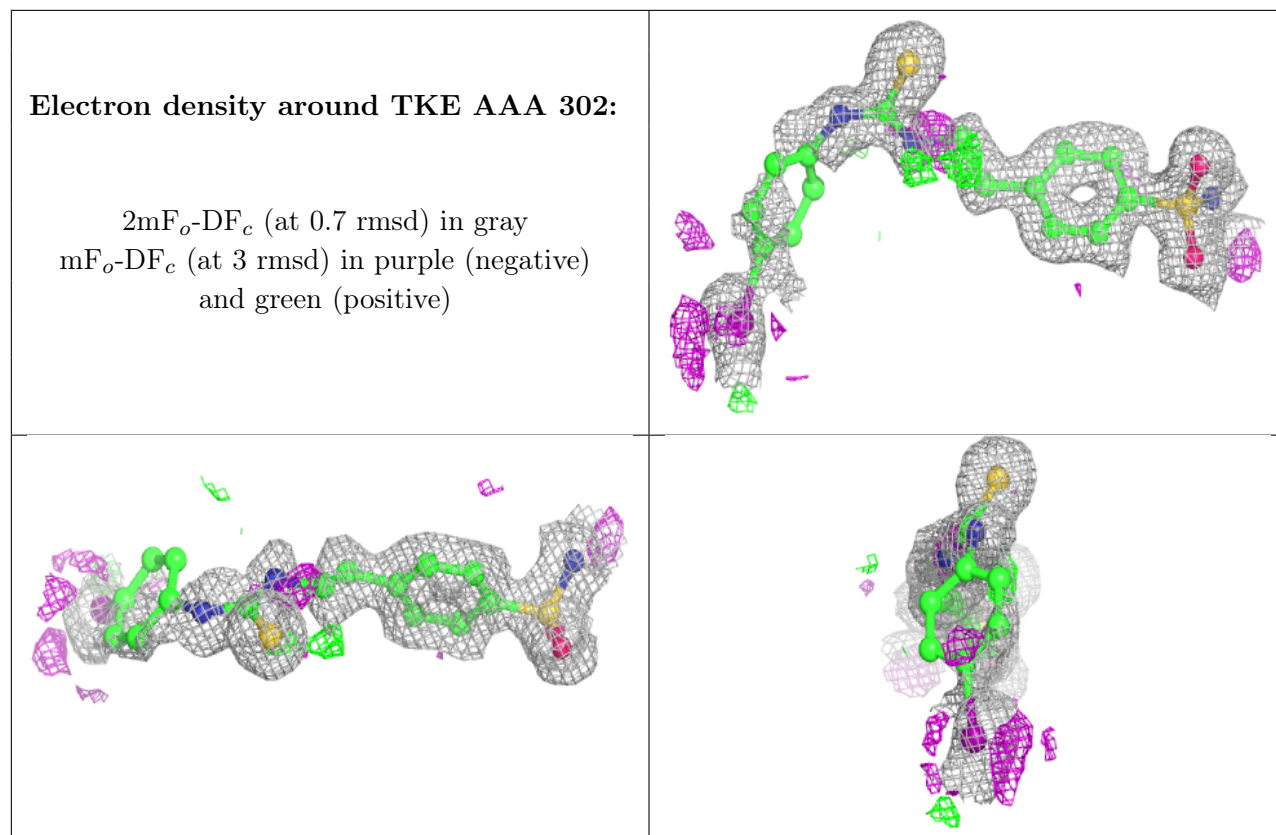 Electron density around TKE AAA 302:
2mFₒ-DF𝒸 (at 0.7 rmsd) in gray
mFₒ-DF𝒸 (at 3 rmsd) in purple (negative)
and green (positive)